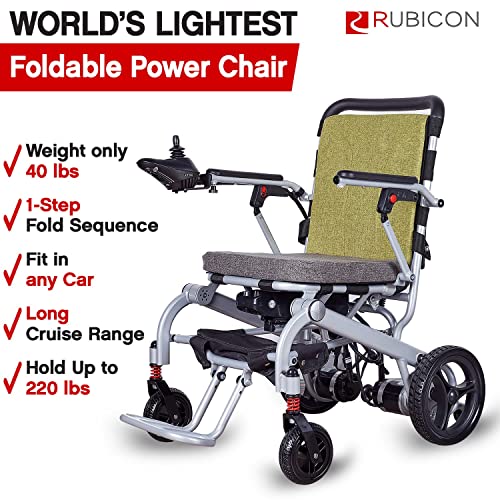 WORLD'S LIGHTEST
RUBICON
Foldable Power Chair
Weight only
40 lbs
1-Step
Fold Sequence
Fit in
any Car
Long
Cruise Range
Hold Up to
220 lbs